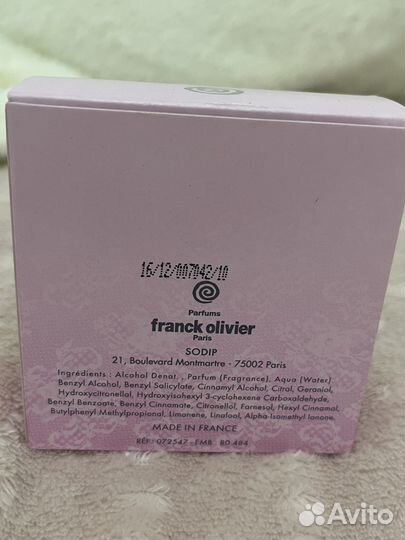 16/12/007042/10
Parfums
franck olivier
Paris
SODIP
21, Boulevard Montmartre - 75002 Paris
Ingrédients : Alcohol Denat. , Parfum (Fragrance), Aqua (Water),
Benzyl Alcohol, Benzyl Salicylate, Cinnamyl Alcohol, Citral, Geraniol,
Hydroxycitronellal, Hydroxyisohexyl 3-cyclohexene Carboxaldehyde,
Benzyl Benzoate, Benzyl Cinnamate, Citronellol, Farnesol, Hexyl Cinnamal,
Butylphenyl Methylpropional, Limonene, Linalool, Alpha-Isomethyl Ionone.
MADE IN FRANCE
RÉF. 072547 - EMB . 80 484
Avito